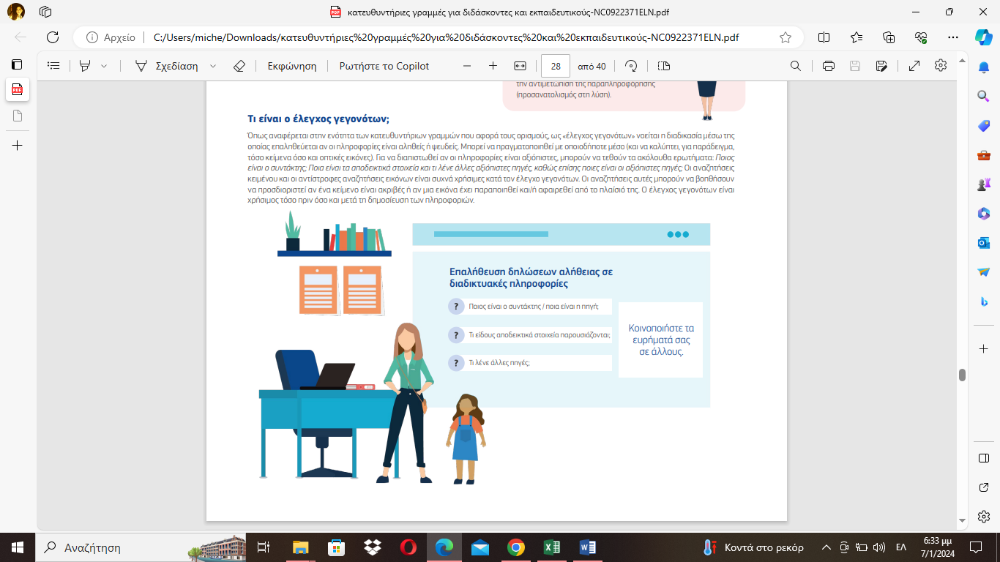 κατευθυντήριες γραμμές για διδάσκοντες και εκπαιδευτικούς-NC0922371ELN.pdf
Αρχείο
C:/Users/miche/Downloads/κατευθυντήριες%20γραμμές%20για%20διδάσκοντες%20και%20εκπαιδευτικούς-NC0922371ELN.pdf
Σχεδίαση
Εκφώνηση
Ρωτήστε το Copilot
28
από 40
την αντιμετώπιση της παραπληροφόρησης
(προσανατολισμός στη λύση).
Τι είναι ο έλεγχος γεγονότων;
Όπως αναφέρεται στην ενότητα των κατευθυντήριων γραμμών που αφορά τους ορισμούς, ως «έλεγχος γεγονότων» νοείται η διαδικασία μέσω της
οποίας επαληθεύεται αν οι πληροφορίες είναι αληθείς ή ψευδείς. Μπορεί να πραγματοποιηθεί με οποιοδήποτε μέσο (και να καλύπτει, για παράδειγμα,
τόσο κείμενα όσο και οπτικές εικόνες). Για να διαπιστωθεί αν οι πληροφορίες είναι αξιόπιστες, μπορούν να τεθούν τα ακόλουθα ερωτήματα: Ποιος
είναι ο συντάκτης; Ποια είναι τα αποδεικτικά στοιχεία και τι λένε άλλες αξιόπιστες πηγές, καθώς επίσης ποιες είναι οι αξιόπιστες πηγές; Οι αναζητήσεις
κειμένου και οι αντίστροφες αναζητήσεις εικόνων είναι συχνά χρήσιμες κατά τον έλεγχο γεγονότων. Οι αναζητήσεις αυτές μπορούν να βοηθήσουν
να προσδιοριστεί αν ένα κείμενο είναι ακριβές ή αν μια εικόνα έχει παραποιηθεί και/ή αφαιρεθεί από το πλαίσιό της. Ο έλεγχος γεγονότων είναι
χρήσιμος τόσο πριν όσο και μετά τη δημοσίευση των πληροφοριών.
Επαλήθευση δηλώσεων αλήθειας σε
διαδικτυακές πληροφορίες
? Ποιος είναι ο συντάκτης / ποια είναι η πηγή;
? Τι είδους αποδεικτικά στοιχεία παρουσιάζονται;
? Τι λένε άλλες πηγές;
Κοινοποιήστε τα
ευρήματά σας
σε άλλους.
Αναζήτηση
Κοντά στο ρεκόρ
ΕΛ
6:33 μμ
7/1/2024